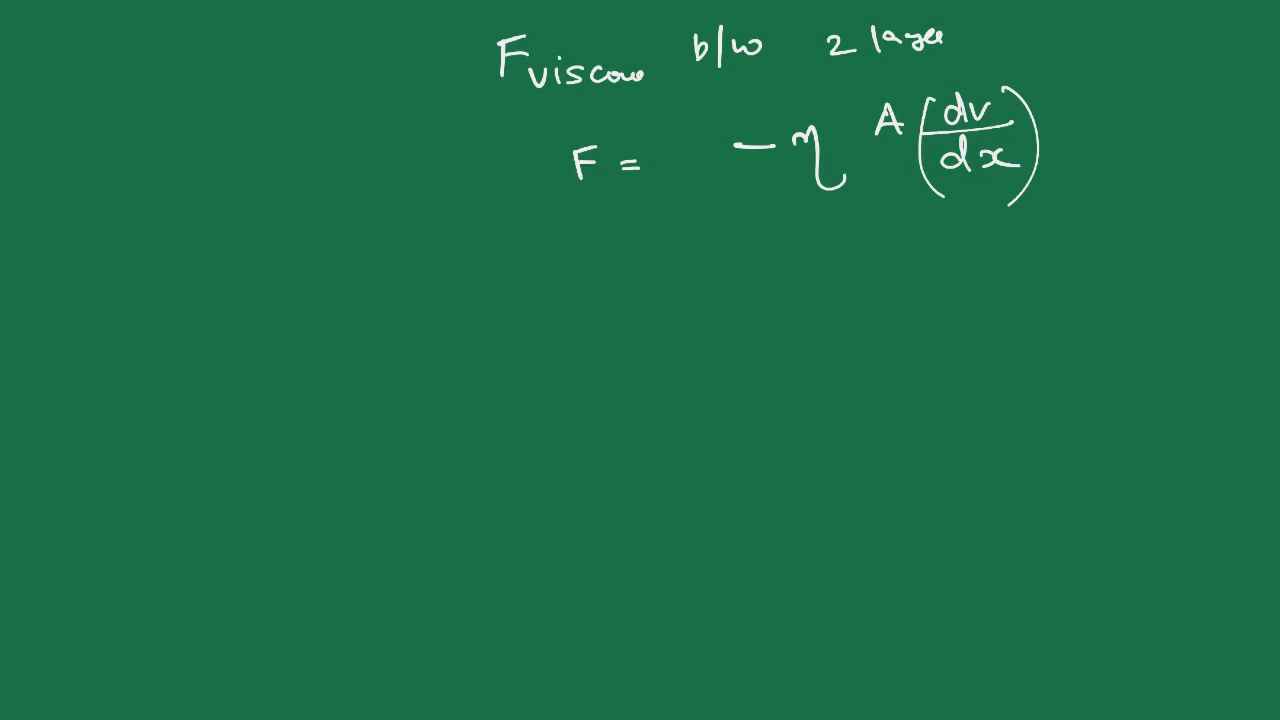 F viscous b/w 2 layer
F = - η A (dv/dx)